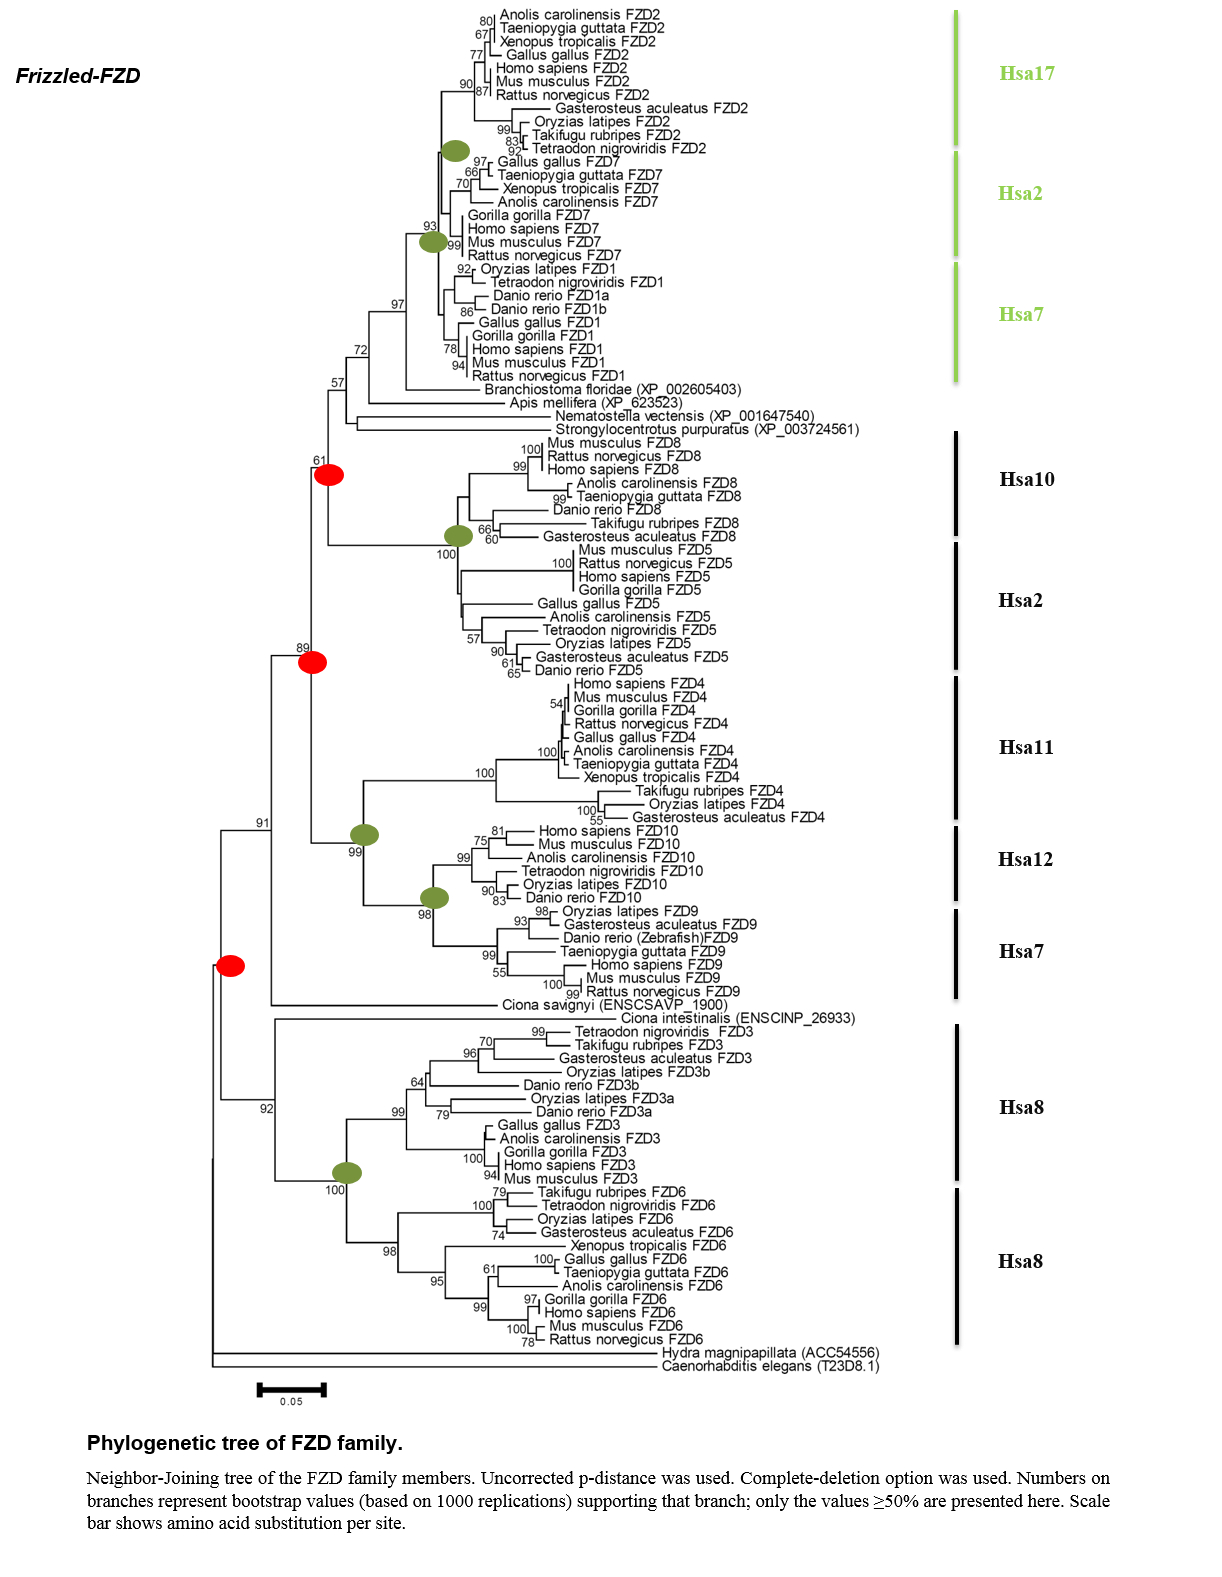 Frizzled-FZD
80
Anolis carolinensis FZD2
Taeniopygia guttata FZD2
67
Xenopus tropicalis FZD2
77
Gallus gallus FZD2
Homo sapiens FZD2
Hsa17
90
Mus musculus FZD2
87
Rattus norvegicus FZD2
Gasterosteus aculeatus FZD2
Oryzias latipes FZD2
99
Takifugu rubripes FZD2
83
Tetraodon nigroviridis FZD2
92
97
Gallus gallus FZD7
66
Taeniopygia guttata FZD7
70
Xenopus tropicalis FZD7
Hsa2
Anolis carolinensis FZD7
Gorilla gorilla FZD7
93
Homo sapiens FZD7
99
Mus musculus FZD7
Rattus norvegicus FZD7
92
Oryzias latipes FZD1
Tetraodon nigroviridis FZD1
Danio rerio FZD1a
97
86
Danio rerio FZD1b
Hsa7
Gallus gallus FZD1
Gorilla gorilla FZD1
72
78
Homo sapiens FZD1
94
Mus musculus FZD1
Rattus norvegicus FZD1
57
Branchiostoma floridae (XP_002605403)
Apis mellifera (XP_623523)
Nematostella vectensis (XP_001647540)
Strongylocentrotus purpuratus (XP_003724561)
Mus musculus FZD8
100
Rattus norvegicus FZD8
61
99
Homo sapiens FZD8
Hsa10
Anolis carolinensis FZD8
99
Taeniopygia guttata FZD8
Danio rerio FZD8
66
Takifugu rubripes FZD8
60
Gasterosteus aculeatus FZD8
100
Mus musculus FZD5
100
Rattus norvegicus FZD5
Homo sapiens FZD5
Gorilla gorilla FZD5
Hsa2
Gallus gallus FZD5
Anolis carolinensis FZD5
57
Tetraodon nigroviridis FZD5
89
90
Oryzias latipes FZD5
61
Gasterosteus aculeatus FZD5
65
Danio rerio FZD5
Homo sapiens FZD4
54
Mus musculus FZD4
Gorilla gorilla FZD4
Rattus norvegicus FZD4
Gallus gallus FZD4
Hsa11
100
Anolis carolinensis FZD4
100
Taeniopygia guttata FZD4
Xenopus tropicalis FZD4
Takifugu rubripes FZD4
100
Oryzias latipes FZD4
55
Gasterosteus aculeatus FZD4
91
81
Homo sapiens FZD10
75
Mus musculus FZD10
99
99
Anolis carolinensis FZD10
Hsa12
Tetraodon nigroviridis FZD10
90
Oryzias latipes FZD10
83
Danio rerio FZD10
98
98
Oryzias latipes FZD9
93
Gasterosteus aculeatus FZD9
Danio rerio (Zebrafish)FZD9
99
Taeniopygia guttata FZD9
Hsa7
55
Homo sapiens FZD9
100
Mus musculus FZD9
99
Rattus norvegicus FZD9
Ciona savignyi (ENSCSAVP_1900)
Ciona intestinalis (ENSCINP_26933)
99
Tetraodon nigroviridis FZD3
70
Takifugu rubripes FZD3
96
Gasterosteus aculeatus FZD3
Oryzias latipes FZD3b
64
Danio rerio FZD3b
Oryzias latipes FZD3a
Hsa8
92
99
79
Danio rerio FZD3a
Gallus gallus FZD3
Anolis carolinensis FZD3
100
Gorilla gorilla FZD3
Homo sapiens FZD3
94
Mus musculus FZD3
100
79
Takifugu rubripes FZD6
100
Tetraodon nigroviridis FZD6
Oryzias latipes FZD6
74
Gasterosteus aculeatus FZD6
98
Xenopus tropicalis FZD6
100
Gallus gallus FZD6
Hsa8
61
Taeniopygia guttata FZD6
95
Anolis carolinensis FZD6
97
Gorilla gorilla FZD6
99
Homo sapiens FZD6
100
Mus musculus FZD6
78
Rattus norvegicus FZD6
Hydra magnipapillata (ACC54556)
Caenorhabditis elegans (T23D8.1)
0.05
Phylogenetic tree of FZD family.
Neighbor-Joining tree of the FZD family members. Uncorrected p-distance was used. Complete-deletion option was used. Numbers on
branches represent bootstrap values (based on 1000 replications) supporting that branch; only the values ≥50% are presented here. Scale
bar shows amino acid substitution per site.